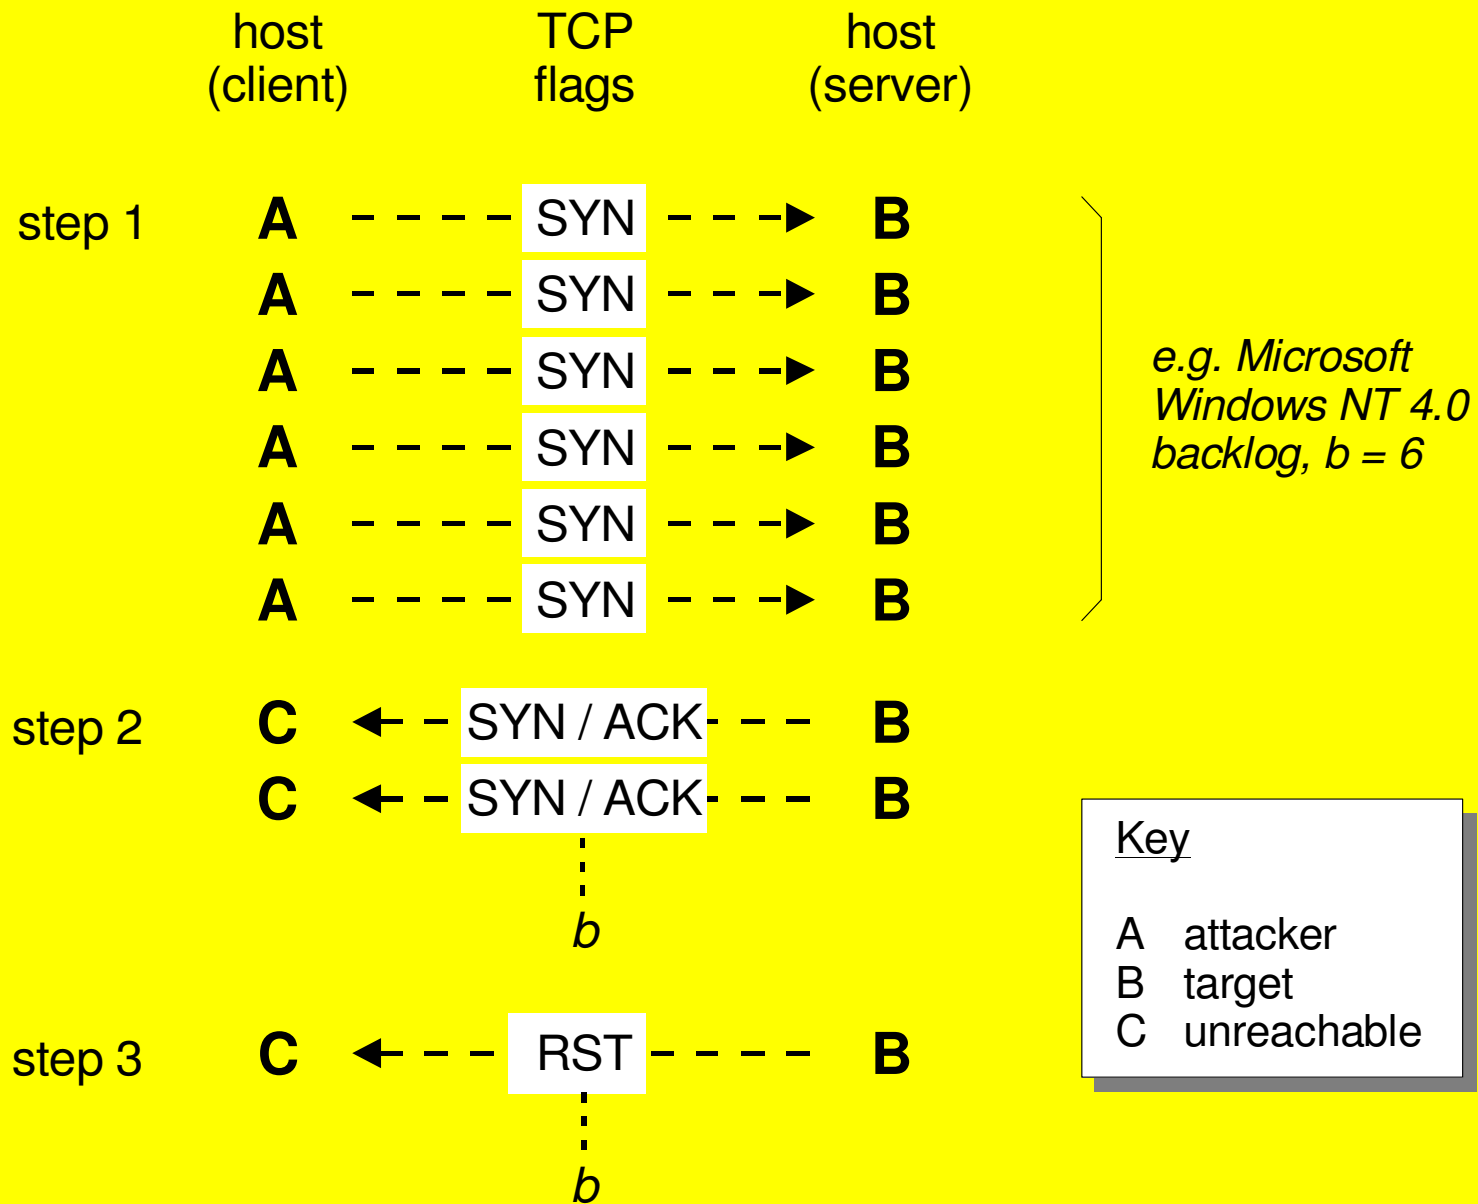 host TCP host
(client) flags (server)
step 1 A SYN B
A SYN B
A SYN B
A SYN B
A SYN B
A SYN B
e.g. Microsoft
Windows NT 4.0
backlog, b = 6
step 2 C SYN / ACK B
C SYN / ACK B
b
step 3 C RST B
b
Key
A attacker
B target
C unreachable